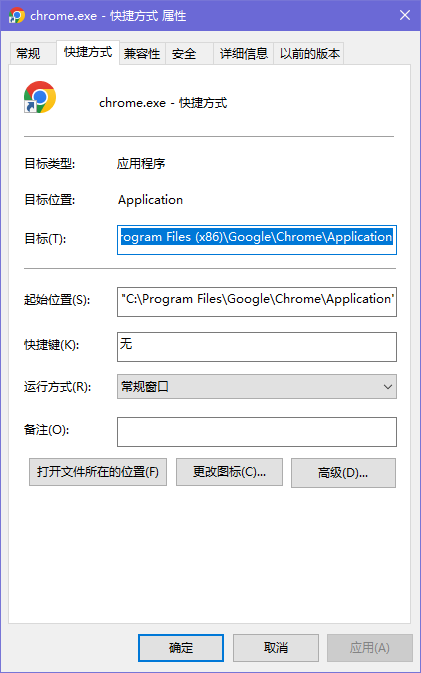 chrome.exe - 快捷方式 属性
常规 快捷方式 兼容性 安全 详细信息 以前的版本
chrome.exe - 快捷方式
目标类型: 应用程序
目标位置: Application
目标(T): rogram Files (x86)\Google\Chrome\Application
起始位置(S): "C:\Program Files\Google\Chrome\Application"
快捷键(K): 无
运行方式(R): 常规窗口
备注(O):
打开文件所在的位置(F) 更改图标(C)... 高级(D)...
确定 取消 应用(A)